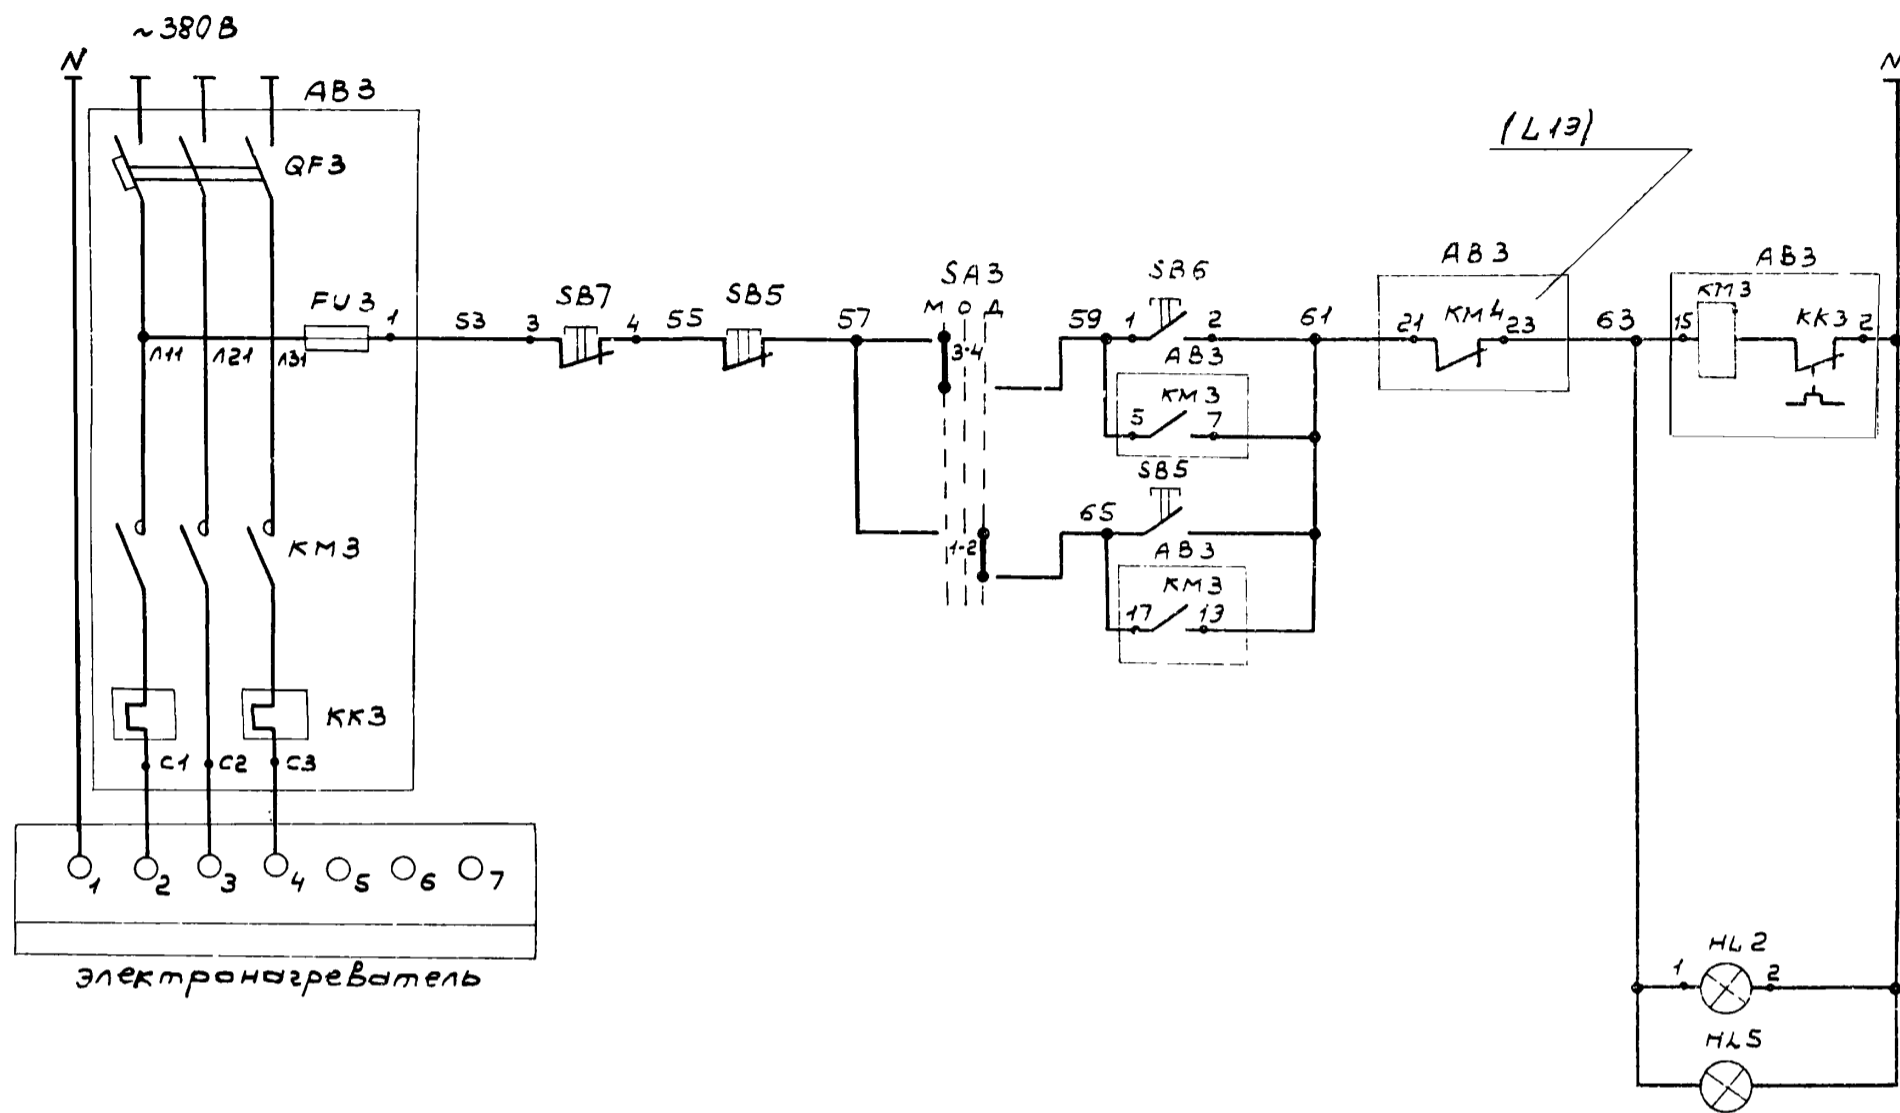 ~380В
N
N
АВ3
(L13)
QF3
SA3
SB6
АВ3
АВ3
SB7
SB5
М О Д
FU3
1
53
3
4
55
57
59
1
2
61
21
КМ4
23
63
15
КМ3
КК3
2
Л11
Л21
Л31
3-4
АВ3
КМ3
5
7
SB5
65
1-2
АВ3
КМ3
17
13
КМ3
КК3
С1
С2
С3
1
2
3
4
5
6
7
электронагреватель
HL2
1
2
HL5